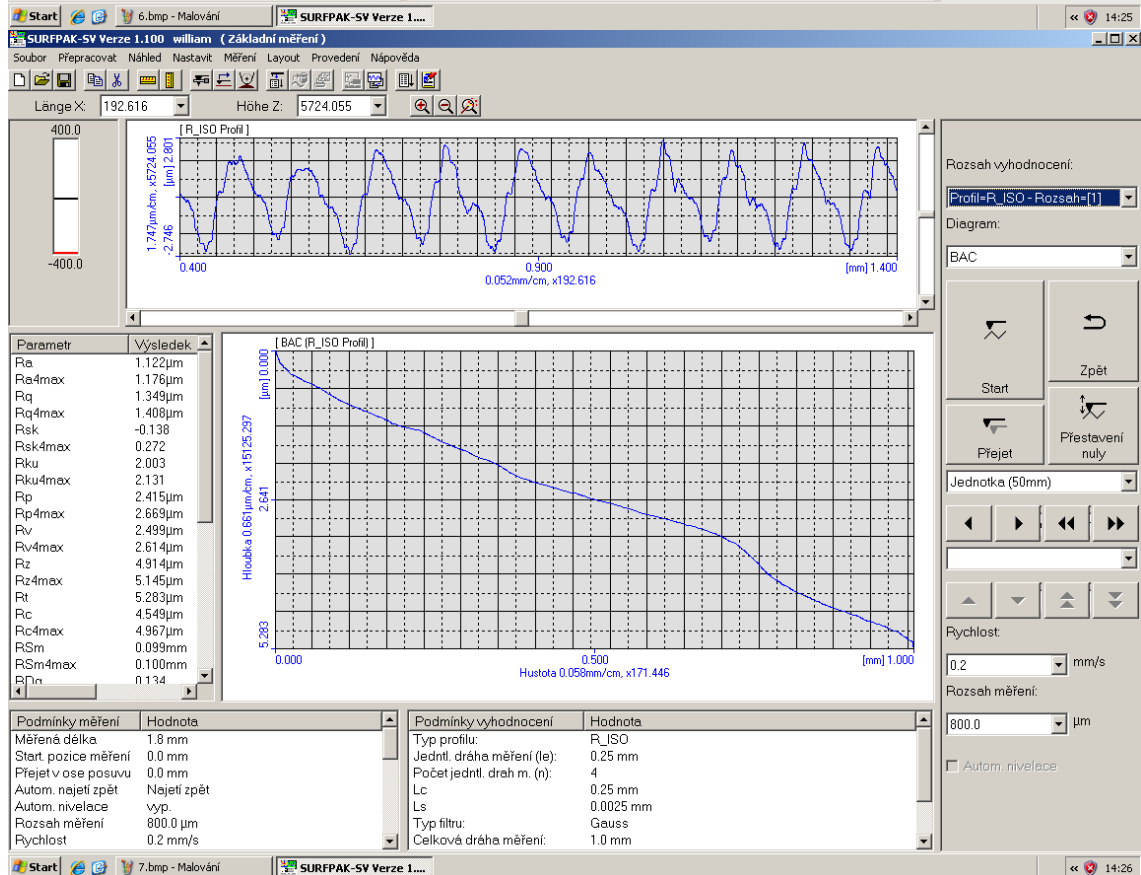 Start 6.bmp - Malování SURFPAK-SV Verze 1.... « 14:25
SURFPAK-SV Verze 1.100 william ( Základní měření )
Soubor Přepracovat Náhled Nastavit Měření Layout Provedení Nápověda
Länge X: 192.616 Höhe Z: 5724.055
400.0
-400.0
[ R_ISO Profil ]
1.747µm/cm, x5724.055
-2.746 [µm] 2.801
0.400 0.900 [mm] 1.400
0.052mm/cm, x192.616
Parametr Výsledek
Ra 1.122µm
Ra4max 1.176µm
Rq 1.349µm
Rq4max 1.408µm
Rsk -0.138
Rsk4max 0.272
Rku 2.003
Rku4max 2.131
Rp 2.415µm
Rp4max 2.669µm
Rv 2.499µm
Rv4max 2.614µm
Rz 4.914µm
Rz4max 5.145µm
Rt 5.283µm
Rc 4.549µm
Rc4max 4.967µm
RSm 0.099mm
RSm4max 0.100mm
RDq 0.134
[ BAC (R_ISO Profil) ]
Hloubka 0.661µm/cm, x15125.297
5.283 2.641 [µm] 0.000
0.000 0.500 [mm] 1.000
Hustota 0.058mm/cm, x171.446
Rozsah vyhodnocení:
Profil=R_ISO - Rozsah=[1]
Diagram:
BAC
Start
Zpět
Přejet
Přestavení
nuly
Jednotka (50mm)
Rychlost:
0.2 mm/s
Rozsah měření:
800.0 µm
Autom. nivelace
Podmínky měření Hodnota
Měřená délka 1.8 mm
Start. pozice měření 0.0 mm
Přejet v ose posuvu 0.0 mm
Autom. najetí zpět Najetí zpět
Autom. nivelace vyp.
Rozsah měření 800.0 µm
Rychlost 0.2 mm/s
Podmínky vyhodnocení Hodnota
Typ profilu: R_ISO
Jedntl. dráha měření (le): 0.25 mm
Počet jedntl. drah m. (n): 4
Lc 0.25 mm
Ls 0.0025 mm
Typ filtru: Gauss
Celková dráha měření: 1.0 mm
Start 7.bmp - Malování SURFPAK-SV Verze 1.... « 14:26